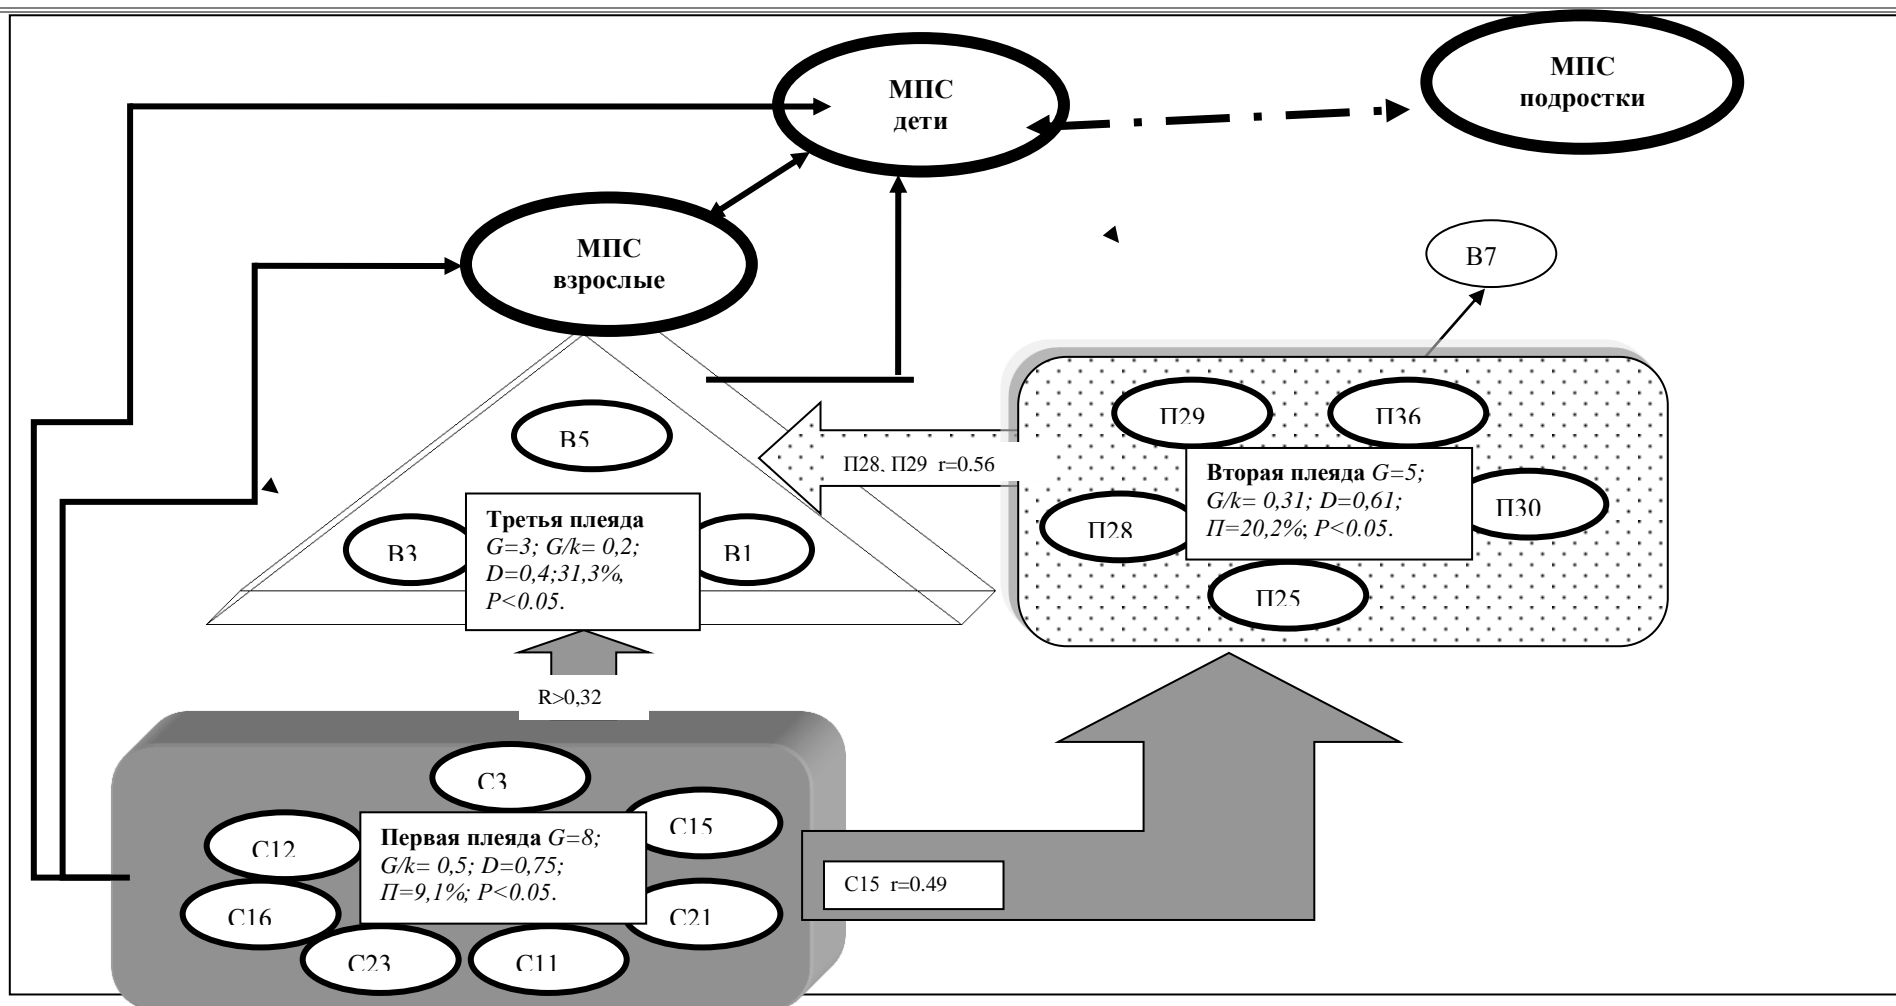 МПС
дети
МПС
подростки
МПС
взрослые
В7
В5
В3
В1
Третья плеяда
G=3; G/k= 0,2;
D=0,4;31,3%,
P<0.05.
П28, П29 r=0.56
П29
П36
П28
П30
П25
Вторая плеяда G=5;
G/k= 0,31; D=0,61;
П=20,2%; P<0.05.
R>0,32
С3
С15
С12
С16
С21
С23
С11
Первая плеяда G=8;
G/k= 0,5; D=0,75;
П=9,1%; P<0.05.
С15 r=0.49